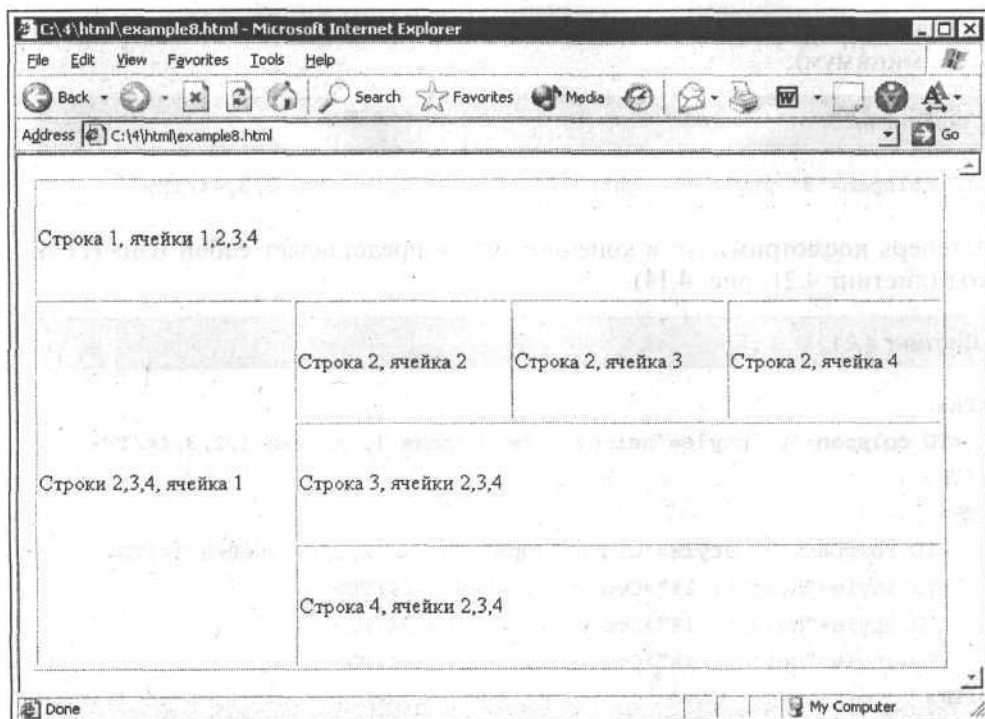 C:\4\html\example8.html - Microsoft Internet Explorer
File Edit View Favorites Tools Help
Back Search Favorites Media
Address C:\4\html\example8.html Go
Строка 1, ячейки 1,2,3,4
Строка 2, ячейка 2 Строка 2, ячейка 3 Строка 2, ячейка 4
Строки 2,3,4, ячейка 1 Строка 3, ячейки 2,3,4
Строка 4, ячейки 2,3,4
Done My Computer